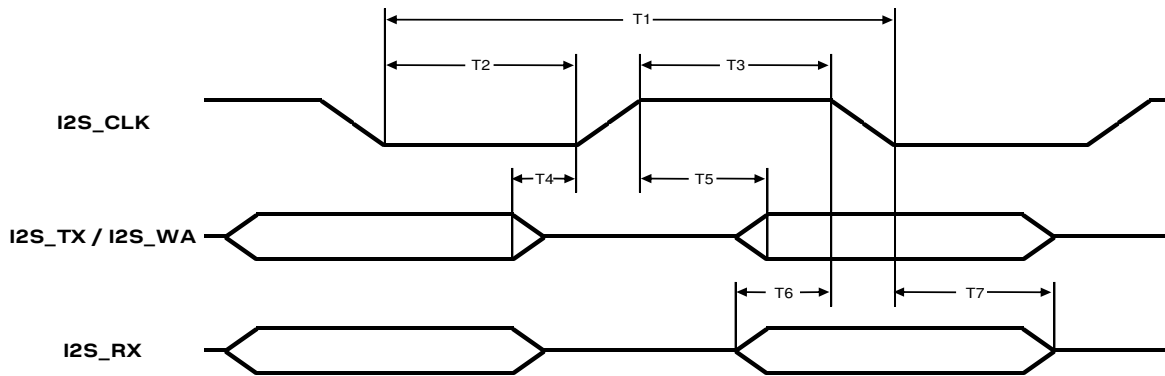 T1
T2
T3
I2S_CLK
T4
T5
I2S_TX / I2S_WA
T6
T7
I2S_RX